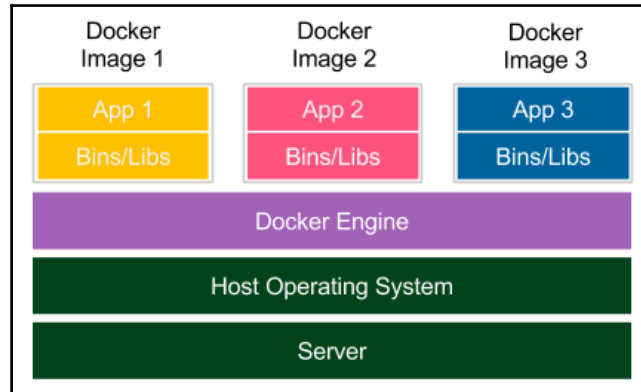 Docker
Image 1
Docker
Image 2
Docker
Image 3
App 1
App 2
App 3
Bins/Libs
Bins/Libs
Bins/Libs
Docker Engine
Host Operating System
Server